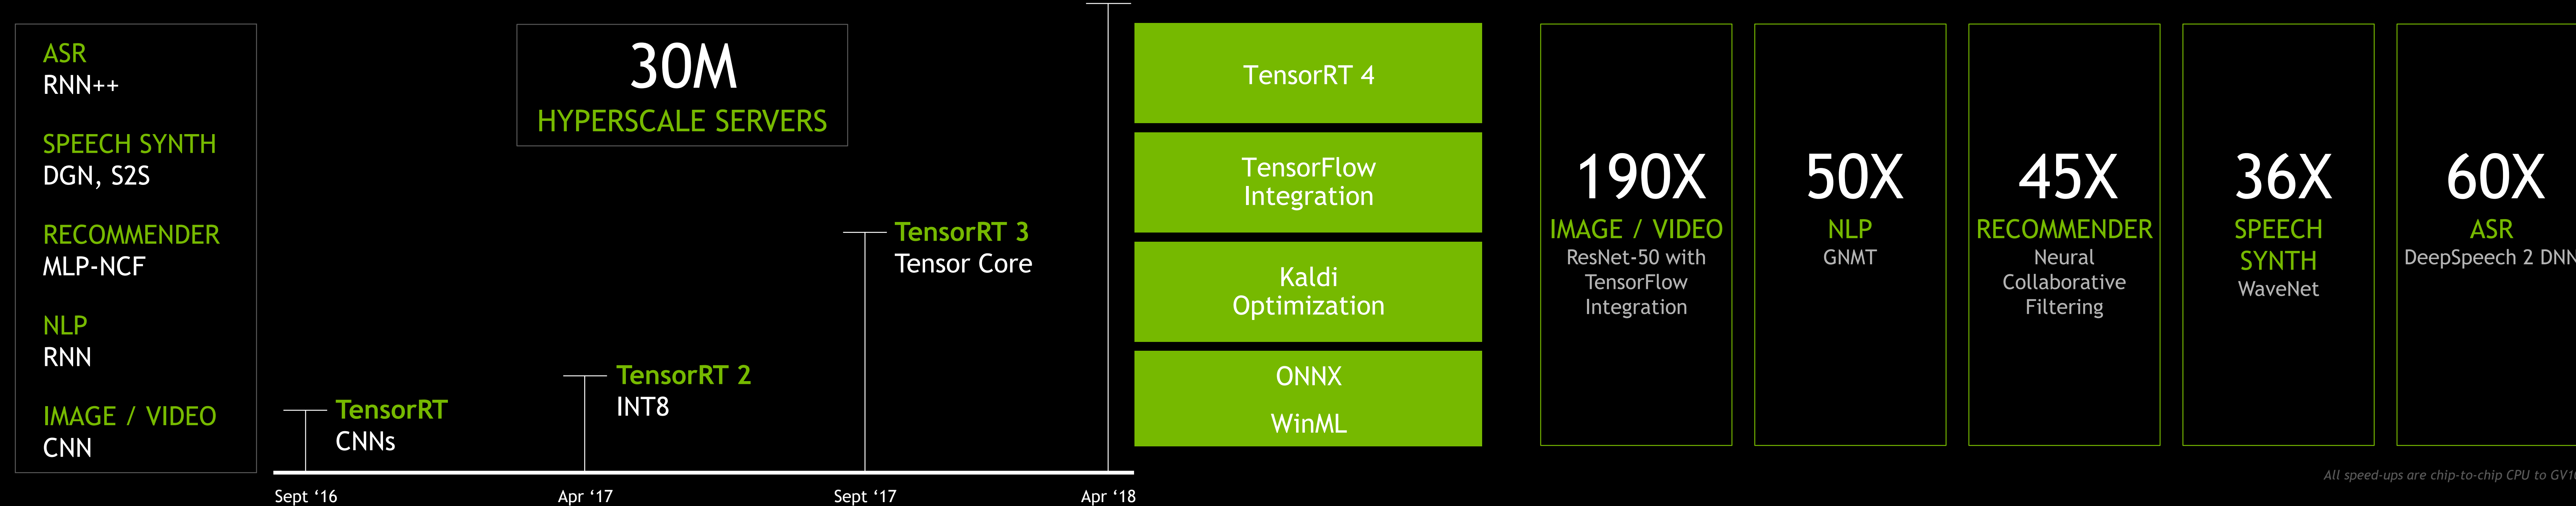 ASR
RNN++
SPEECH SYNTH
DGN, S2S
RECOMMENDER
MLP-NCF
NLP
RNN
IMAGE / VIDEO
CNN
30M
HYPERSCALE SERVERS
TensorRT
CNNs
TensorRT 2
INT8
TensorRT 3
Tensor Core
Sept ‘16
Apr ‘17
Sept ‘17
Apr ‘18
TensorRT 4
TensorFlow
Integration
Kaldi
Optimization
ONNX
WinML
190X
IMAGE / VIDEO
ResNet-50 with
TensorFlow
Integration
50X
NLP
GNMT
45X
RECOMMENDER
Neural
Collaborative
Filtering
36X
SPEECH
SYNTH
WaveNet
60X
ASR
DeepSpeech 2 DNN
All speed-ups are chip-to-chip CPU to